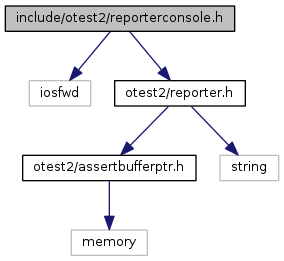 include/otest2/reporterconsole.h
iosfwd
otest2/reporter.h
otest2/assertbufferptr.h
string
memory